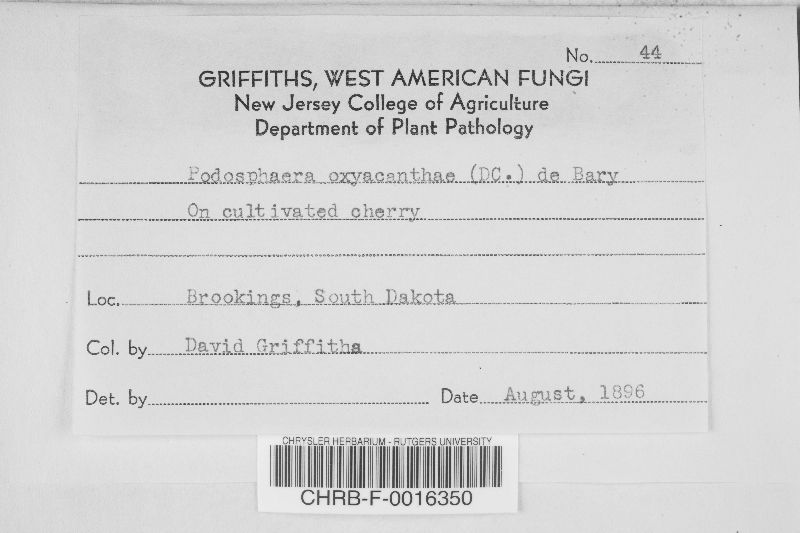 No. 44
GRIFFITHS, WEST AMERICAN FUNGI
New Jersey College of Agriculture
Department of Plant Pathology
Podosphaera oxyacanthae (DC.) de Bary
On cultivated cherry
Loc. Brookings, South Dakota
Col. by David Griffiths
Det. by Date August, 1896
CHRYSLER HERBARIUM - RUTGERS UNIVERSITY
CHRB-F-0016350